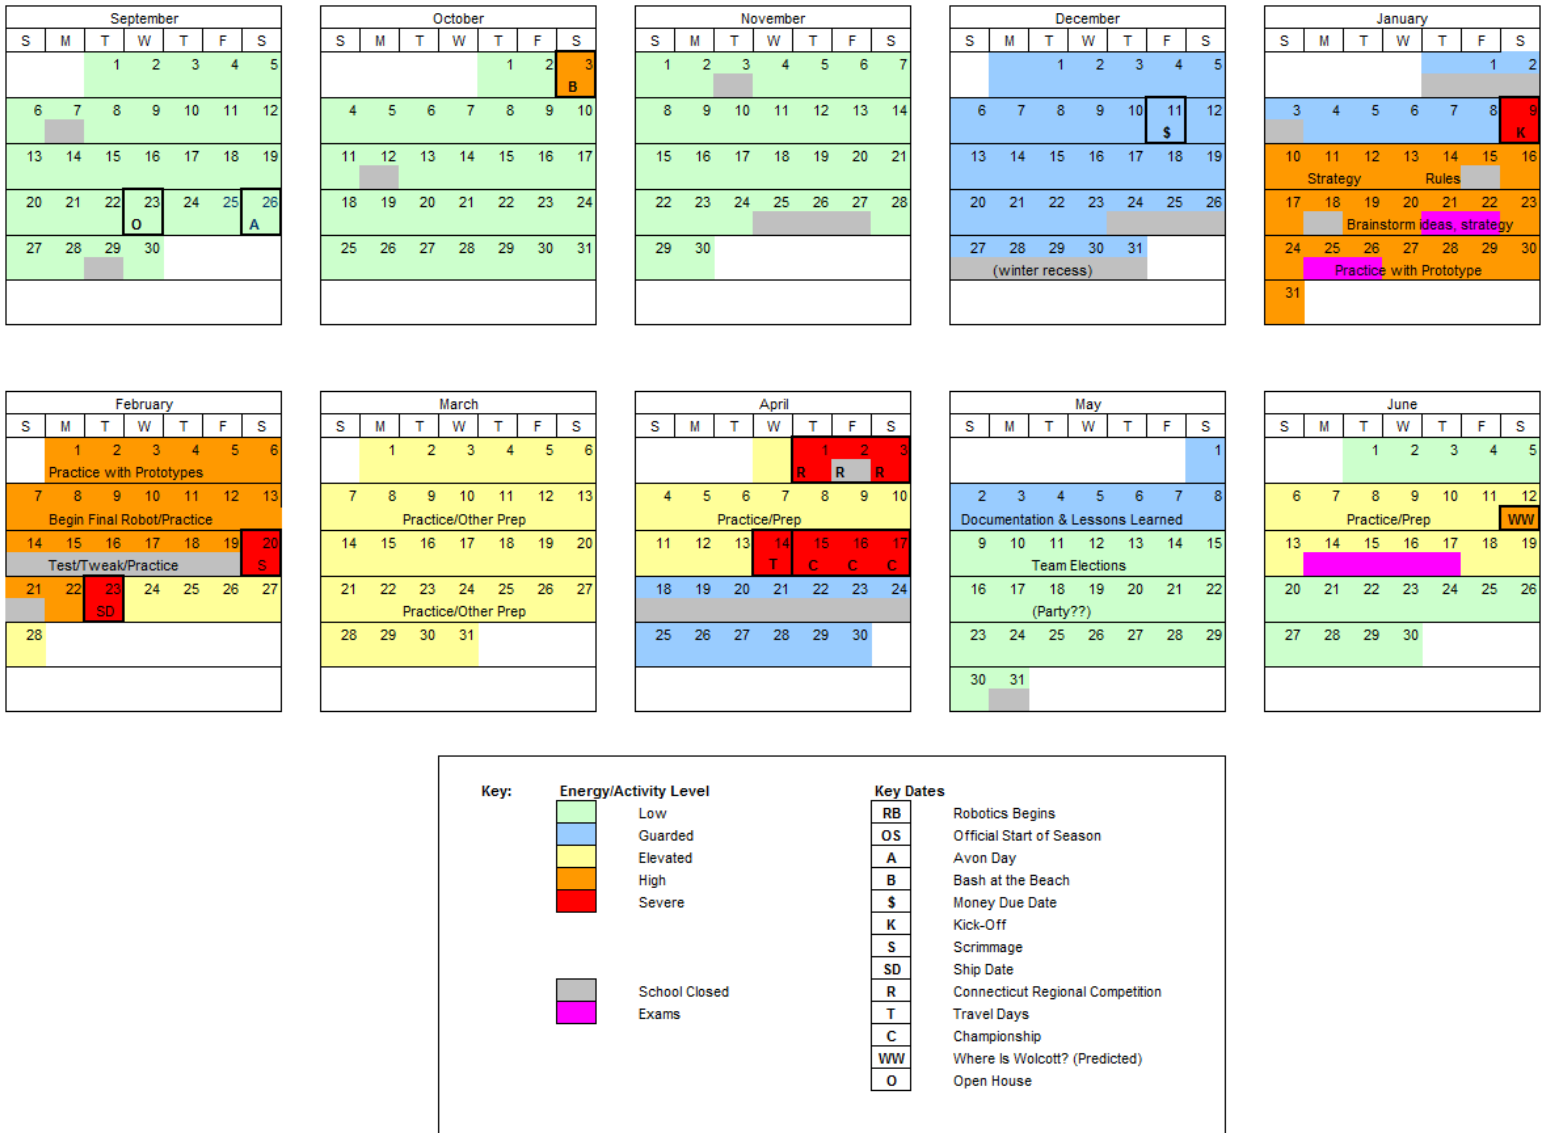 September
S M T W T F S
1 2 3 4 5
6 7 8 9 10 11 12
13 14 15 16 17 18 19
20 21 22 23 24 25 26
O A
27 28 29 30
October
S M T W T F S
1 2 3
B
4 5 6 7 8 9 10
11 12 13 14 15 16 17
18 19 20 21 22 23 24
25 26 27 28 29 30 31
November
S M T W T F S
1 2 3 4 5 6 7
8 9 10 11 12 13 14
15 16 17 18 19 20 21
22 23 24 25 26 27 28
29 30
December
S M T W T F S
1 2 3 4 5
6 7 8 9 10 11 12
$
13 14 15 16 17 18 19
20 21 22 23 24 25 26
27 28 29 30 31
(winter recess)
January
S M T W T F S
1 2
3 4 5 6 7 8 9
K
10 11 12 13 14 15 16
Strategy Rules
17 18 19 20 21 22 23
Brainstorm ideas, strategy
24 25 26 27 28 29 30
Practice with Prototype
31
February
S M T W T F S
1 2 3 4 5 6
Practice with Prototypes
7 8 9 10 11 12 13
Begin Final Robot/Practice
14 15 16 17 18 19 20
Test/Tweak/Practice S
21 22 23 24 25 26 27
SD
28
March
S M T W T F S
1 2 3 4 5 6
7 8 9 10 11 12 13
Practice/Other Prep
14 15 16 17 18 19 20
21 22 23 24 25 26 27
Practice/Other Prep
28 29 30 31
April
S M T W T F S
1 2 3
R R R
4 5 6 7 8 9 10
Practice/Prep
11 12 13 14 15 16 17
T C C C
18 19 20 21 22 23 24
25 26 27 28 29 30
May
S M T W T F S
1
2 3 4 5 6 7 8
Documentation & Lessons Learned
9 10 11 12 13 14 15
Team Elections
16 17 18 19 20 21 22
(Party??)
23 24 25 26 27 28 29
30 31
June
S M T W T F S
1 2 3 4 5
6 7 8 9 10 11 12
Practice/Prep WW
13 14 15 16 17 18 19
20 21 22 23 24 25 26
27 28 29 30
Key: Energy/Activity Level
Low
Guarded
Elevated
High
Severe
School Closed
Exams
Key Dates
RB Robotics Begins
OS Official Start of Season
A Avon Day
B Bash at the Beach
$ Money Due Date
K Kick-Off
S Scrimmage
SD Ship Date
R Connecticut Regional Competition
T Travel Days
C Championship
WW Where Is Wolcott? (Predicted)
O Open House